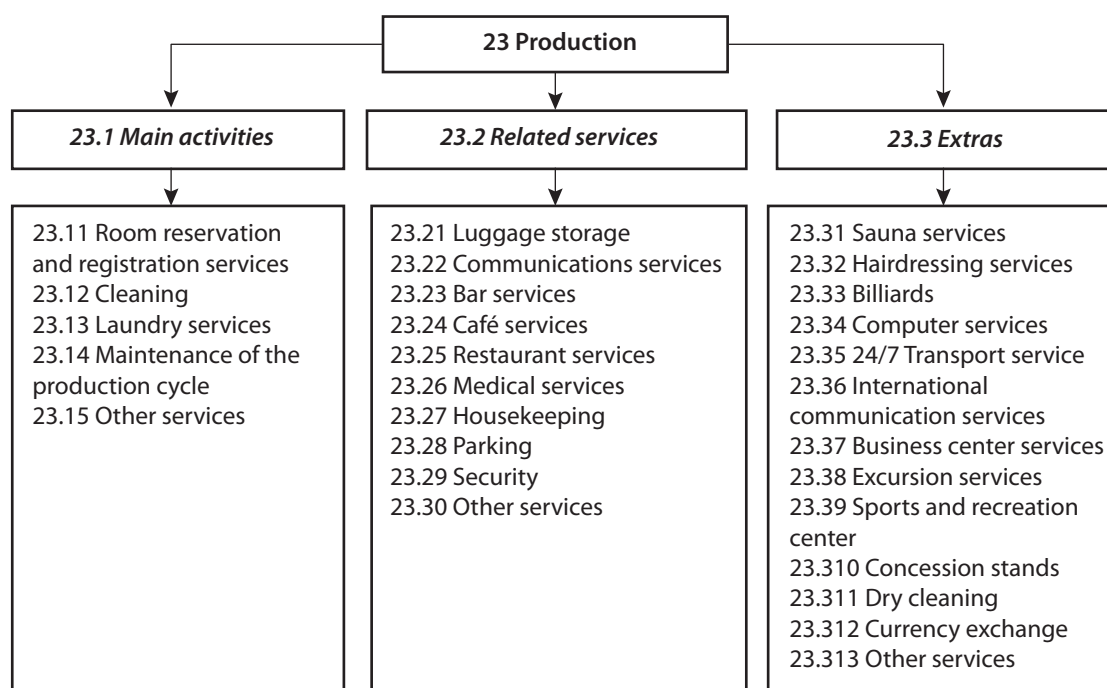 23 Production
23.1 Main activities
23.2 Related services
23.3 Extras
23.11 Room reservation
and registration services
23.12 Cleaning
23.13 Laundry services
23.14 Maintenance of the
production cycle
23.15 Other services
23.21 Luggage storage
23.22 Communications services
23.23 Bar services
23.24 Café services
23.25 Restaurant services
23.26 Medical services
23.27 Housekeeping
23.28 Parking
23.29 Security
23.30 Other services
23.31 Sauna services
23.32 Hairdressing services
23.33 Billiards
23.34 Computer services
23.35 24/7 Transport service
23.36 International
communication services
23.37 Business center services
23.38 Excursion services
23.39 Sports and recreation
center
23.310 Concession stands
23.311 Dry cleaning
23.312 Currency exchange
23.313 Other services